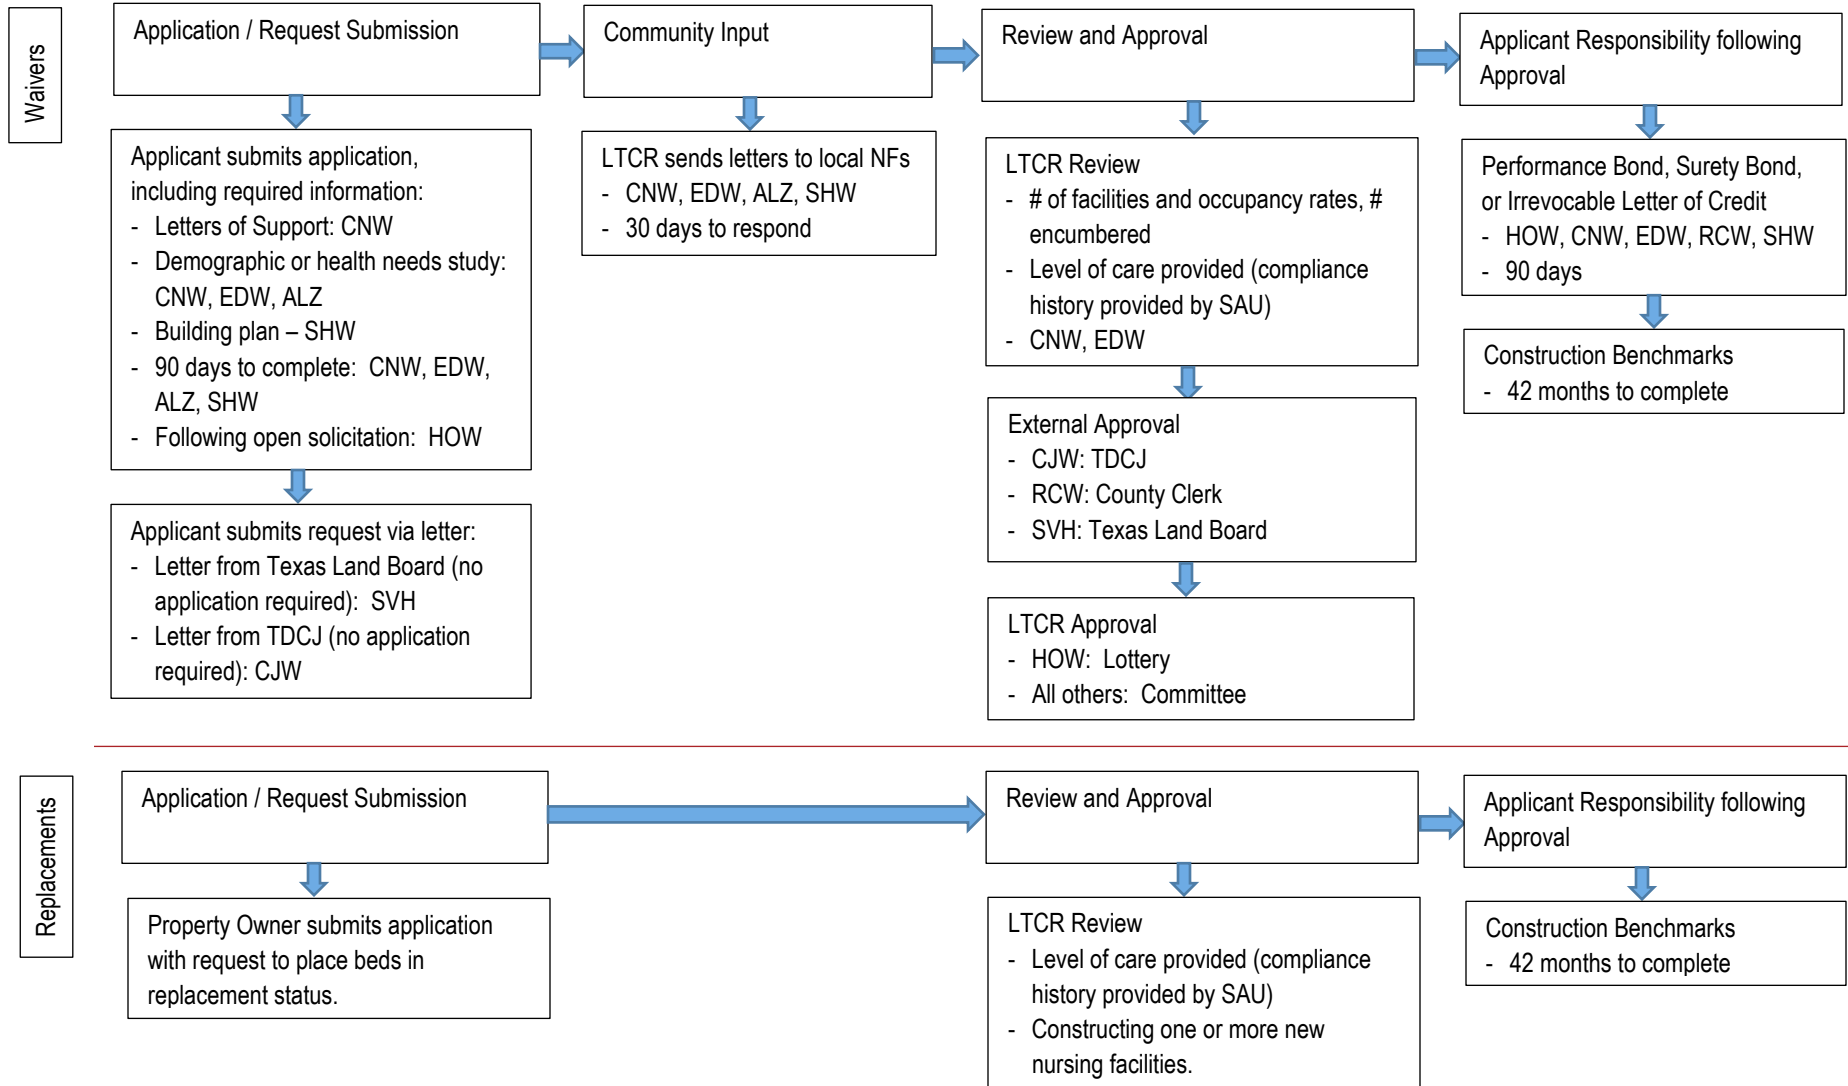 Waivers
Application / Request Submission
Community Input
Review and Approval
Applicant Responsibility following
Approval
Applicant submits application,
including required information:
- Letters of Support: CNW
- Demographic or health needs study:
CNW, EDW, ALZ
- Building plan – SHW
- 90 days to complete: CNW, EDW,
ALZ, SHW
- Following open solicitation: HOW
Applicant submits request via letter:
- Letter from Texas Land Board (no
application required): SVH
- Letter from TDCJ (no application
required): CJW
LTCR sends letters to local NFs
- CNW, EDW, ALZ, SHW
- 30 days to respond
LTCR Review
- # of facilities and occupancy rates, #
encumbered
- Level of care provided (compliance
history provided by SAU)
- CNW, EDW
External Approval
- CJW: TDCJ
- RCW: County Clerk
- SVH: Texas Land Board
LTCR Approval
- HOW: Lottery
- All others: Committee
Performance Bond, Surety Bond,
or Irrevocable Letter of Credit
- HOW, CNW, EDW, RCW, SHW
- 90 days
Construction Benchmarks
- 42 months to complete
Replacements
Application / Request Submission
Review and Approval
Applicant Responsibility following
Approval
Property Owner submits application
with request to place beds in
replacement status.
LTCR Review
- Level of care provided (compliance
history provided by SAU)
- Constructing one or more new
nursing facilities.
Construction Benchmarks
- 42 months to complete